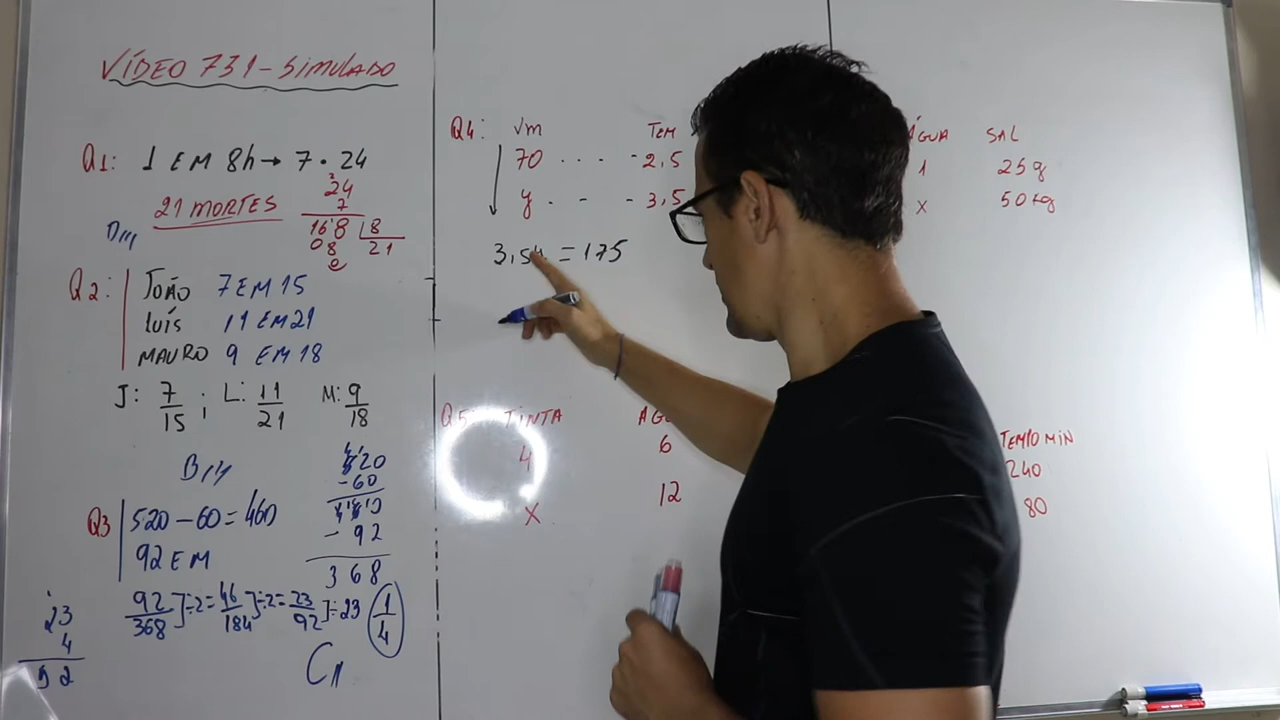 VÍDEO 731 - SIMULADO
Q1: 1 EM 8h → 7 • 24
21 MORTES
24
7
168 8
08 21
0
D//
Q2: JOÃO 7 EM 15
LUÍS 11 EM 21
MAURO 9 EM 18
J: 7/15 ; L: 11/21 M: 9/18
B//
Q3 520 - 60 = 460
92 EM
520
- 60
- 92
368
92/368 ]÷2= 46/184 ]÷2= 23/92 ]÷23 1/4
23
4
92
C//
Q4: Vm TEM
70 . . . - 2,5
y . - - 3,5
= 175
Q5 TINTA
4 6
X 12
ÁGUA SAL
1 25g
X 50kg
TEMPO MIN
240
80